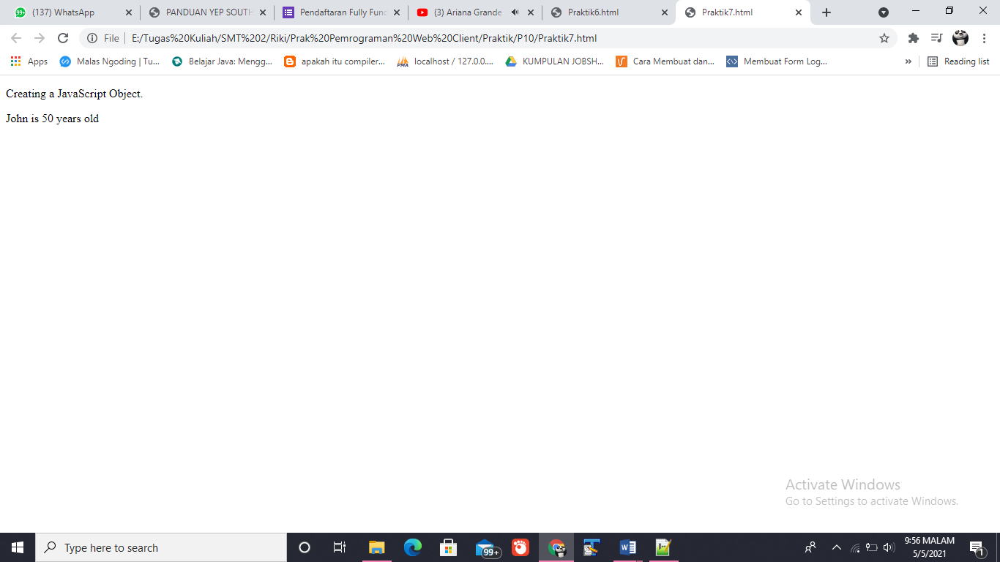 (137) WhatsApp
PANDUAN YEP SOUTH
Pendaftaran Fully Func
(3) Ariana Grande
Praktik6.html
Praktik7.html
File
E:/Tugas%20Kuliah/SMT%202/Riki/Prak%20Pemrograman%20Web%20Client/Praktik/P10/Praktik7.html
Apps
Malas Ngoding | Tu...
Belajar Java: Mengg...
apakah itu compiler...
localhost / 127.0.0....
KUMPULAN JOBSH...
Cara Membuat dan...
Membuat Form Log...
»
Reading list
Creating a JavaScript Object.
John is 50 years old
Activate Windows
Go to Settings to activate Windows.
Type here to search
99+
9:56 MALAM
5/5/2021
1